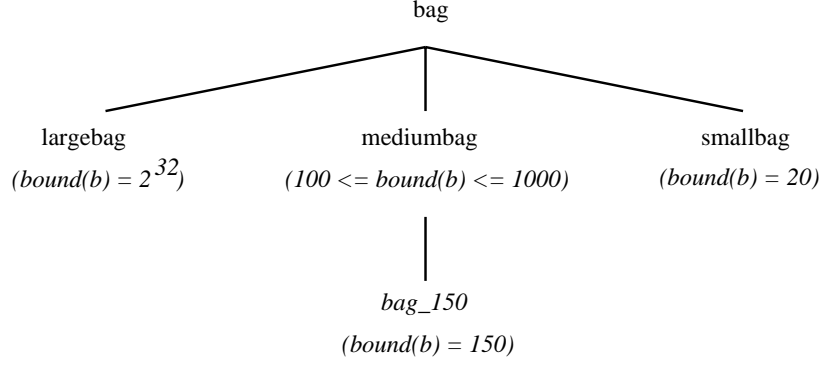 bag
largebag
mediumbag
smallbag
(bound(b) = 2^32)
(100 <= bound(b) <= 1000)
(bound(b) = 20)
bag_150
(bound(b) = 150)